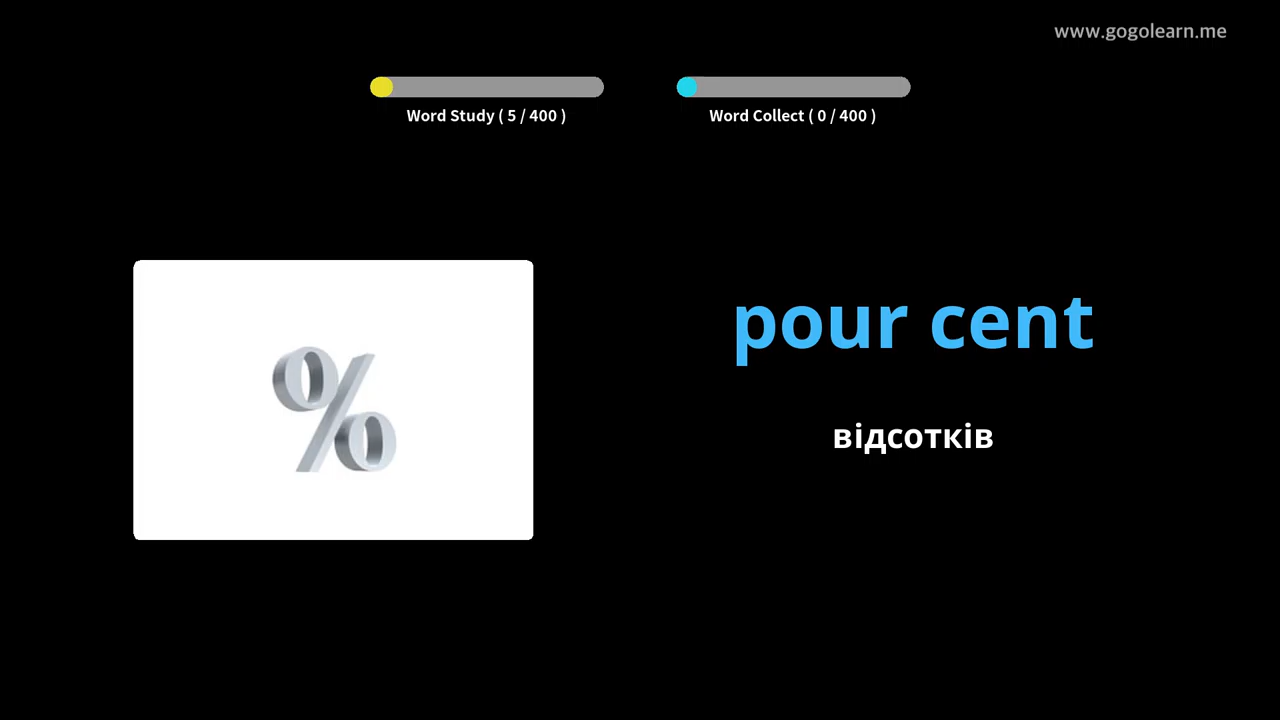 www.gogolearn.me
Word Study ( 5 / 400 )
Word Collect ( 0 / 400 )
%
pour cent
відсотків